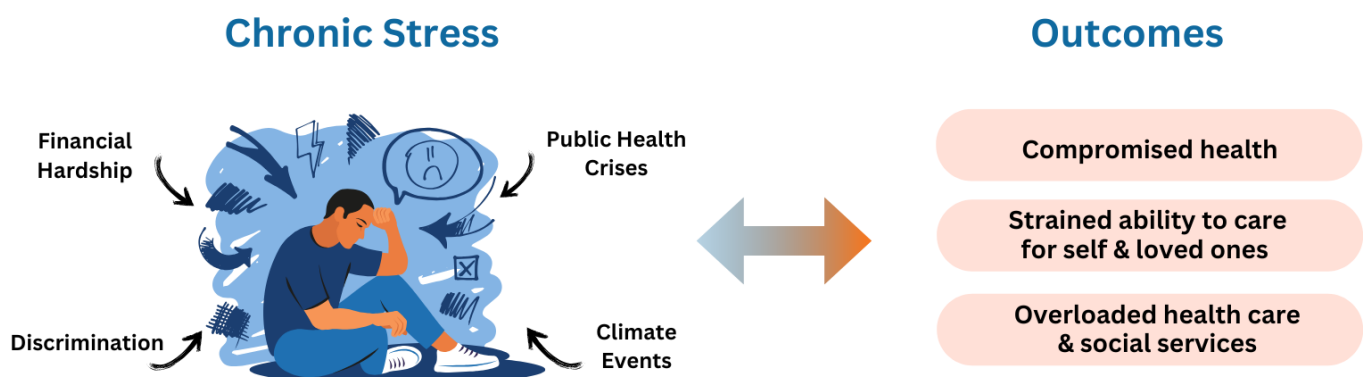 Chronic Stress
Outcomes
Financial
Hardship
Public Health
Crises
Discrimination
Climate
Events
Compromised health
Strained ability to care
for self & loved ones
Overloaded health care
& social services